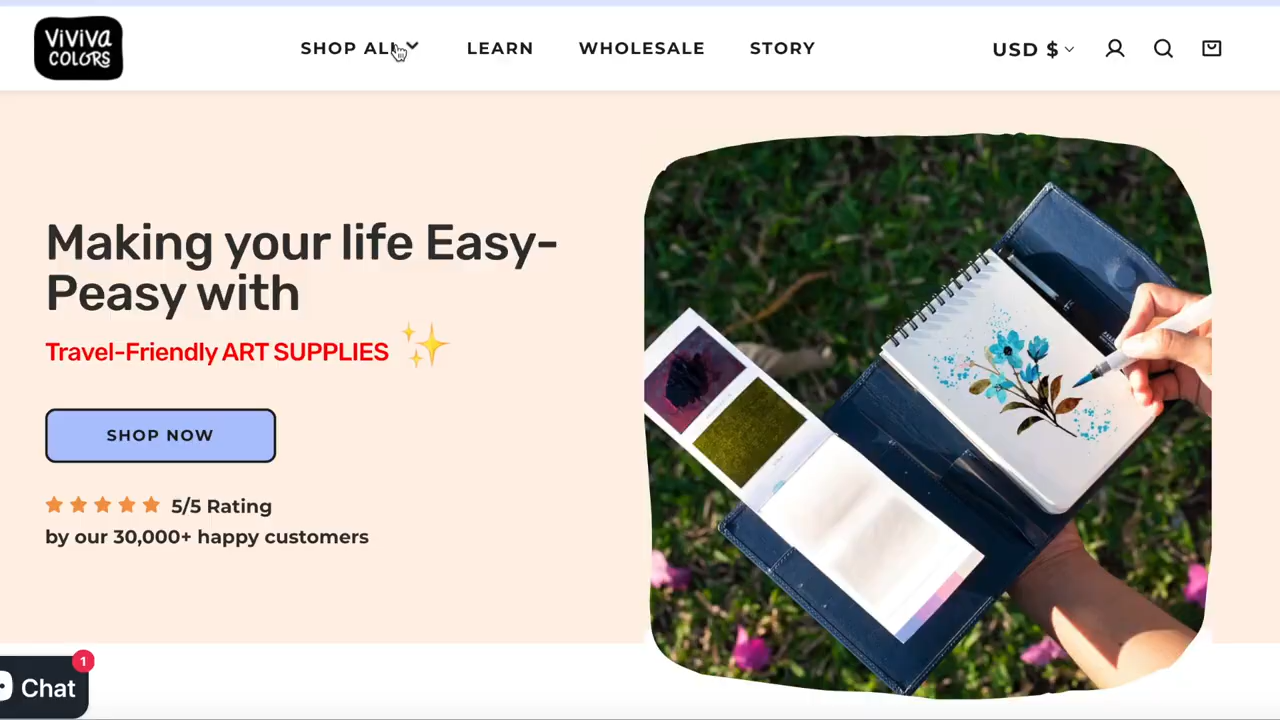 ViViVA
COLORS
SHOP ALL
LEARN
WHOLESALE
STORY
USD $
Making your life Easy-
Peasy with
Travel-Friendly ART SUPPLIES
SHOP NOW
5/5 Rating
by our 30,000+ happy customers
1
Chat